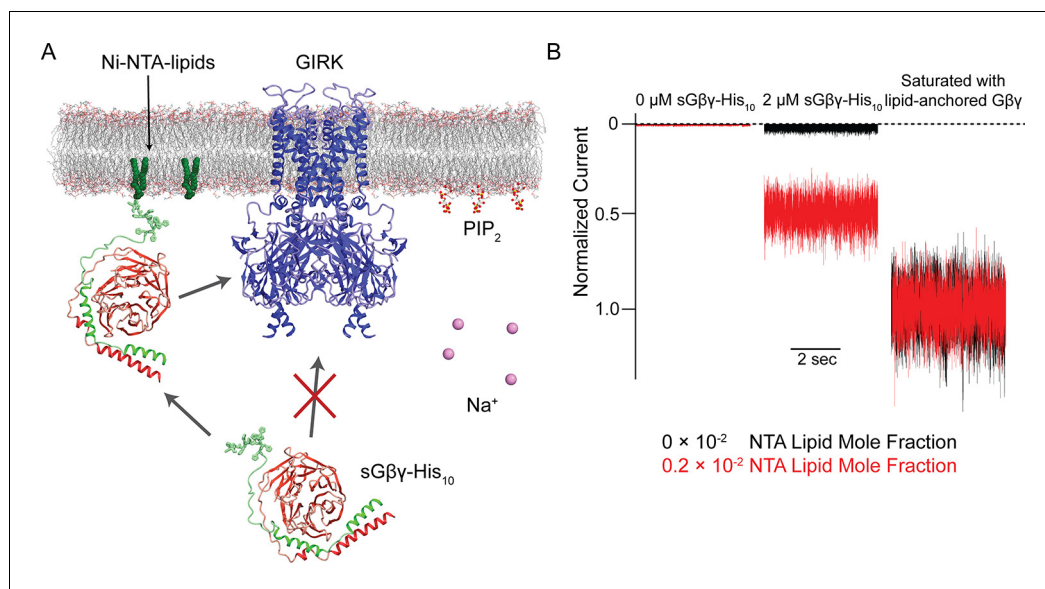 A
Ni-NTA-lipids
GIRK
PIP2
Na+
sGβγ-His10
B
Saturated with
0 μM sGβγ-His10 2 μM sGβγ-His10 lipid-anchored Gβγ
0
0.5
1.0
Normalized Current
2 sec
0 × 10-2 NTA Lipid Mole Fraction
0.2 × 10-2 NTA Lipid Mole Fraction